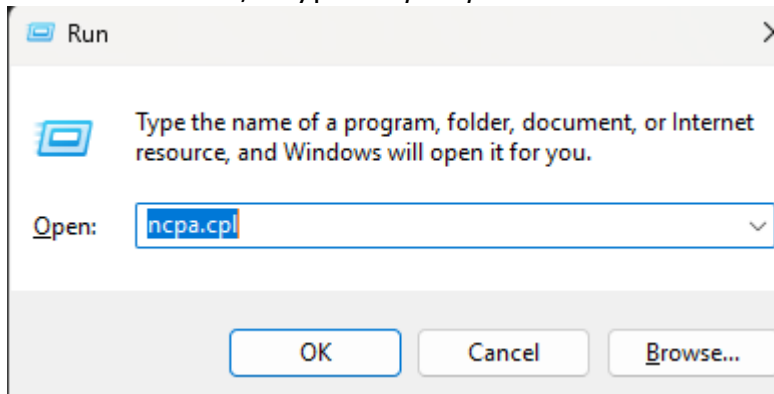 Run
Type the name of a program, folder, document, or Internet
resource, and Windows will open it for you.
Open: ncpa.cpl
OK Cancel Browse...